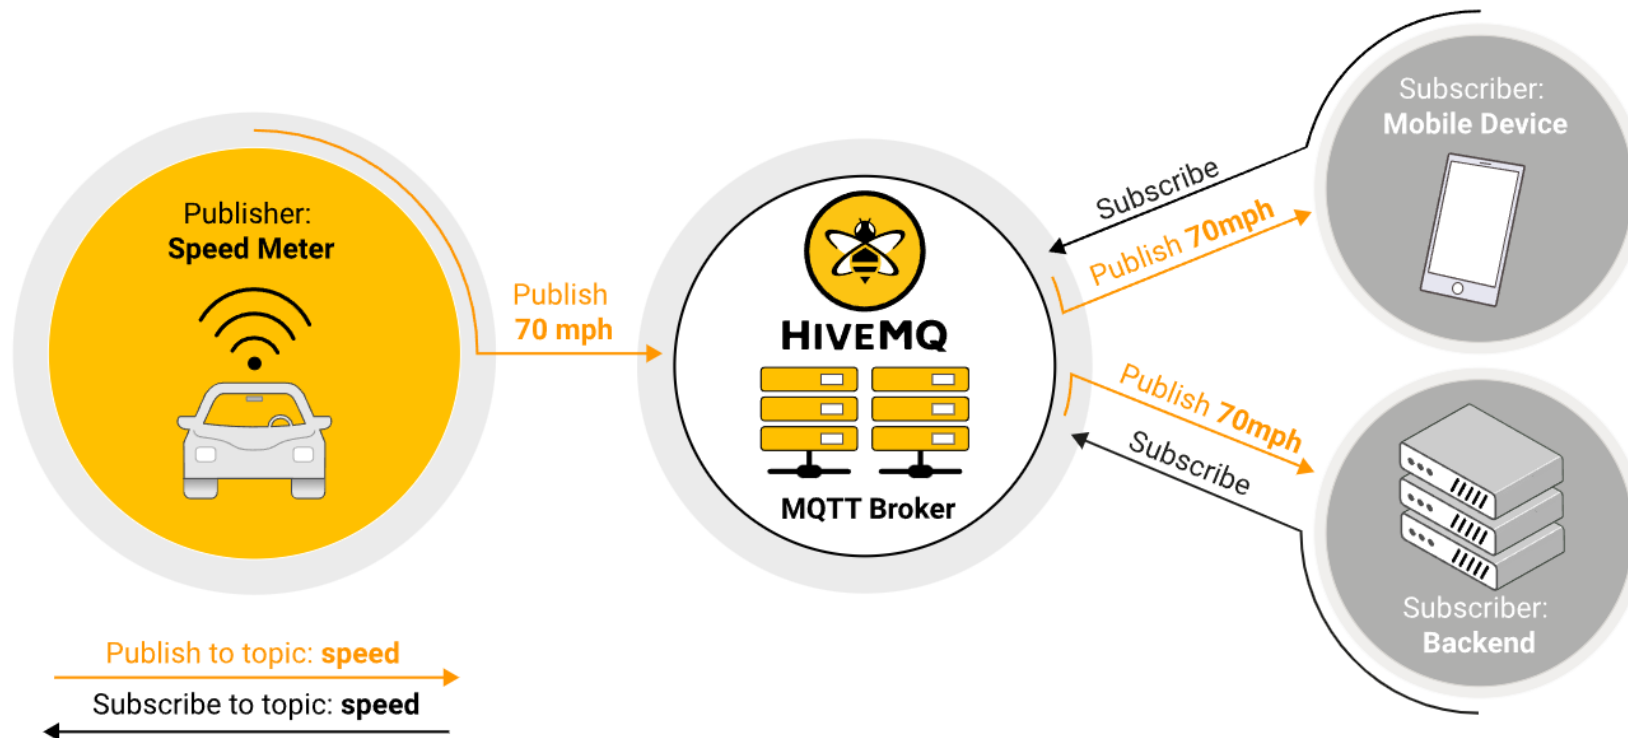 Publisher:
Speed Meter
Publish
70 mph
HIVEMQ
MQTT Broker
Subscribe
Publish 70mph
Subscriber:
Mobile Device
Publish 70mph
Subscribe
Subscriber:
Backend
Publish to topic: speed
Subscribe to topic: speed